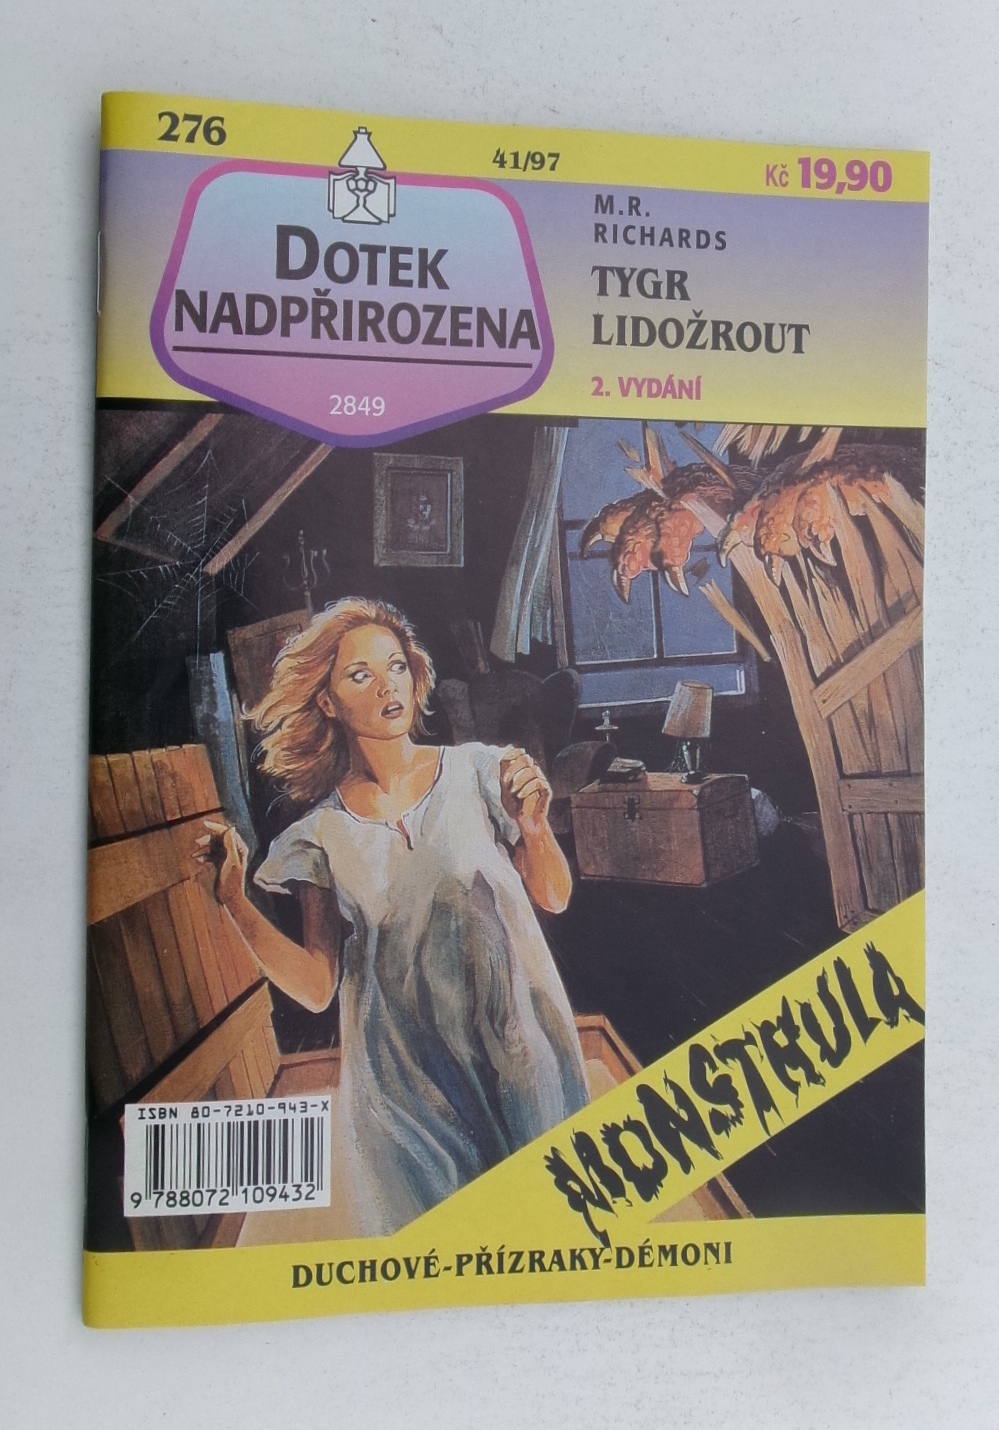 276
41/97
Kč 19,90
DOTEK
NADPŘIROZENA
2849
M.R.
RICHARDS
TYGR
LIDOŽROUT
2. VYDÁNÍ
MONSTRULA
ISBN 80-7210-943-X
9 788072 109432
DUCHOVÉ-PŘÍZRAKY-DÉMONI